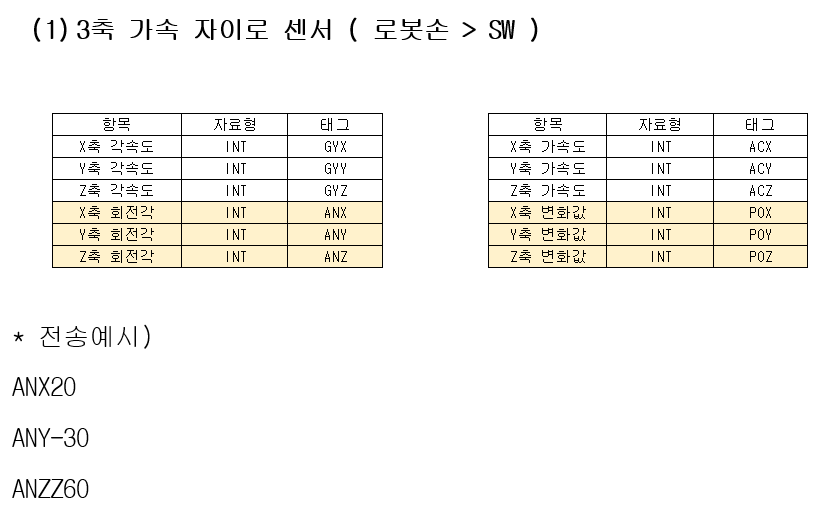 (1) 3축 가속 자이로 센서 ( 로봇손 > SW )
항목 자료형 태그
X축 각속도 INT GYX
Y축 각속도 INT GYY
Z축 각속도 INT GYZ
X축 회전각 INT ANX
Y축 회전각 INT ANY
Z축 회전각 INT ANZ
항목 자료형 태그
X축 가속도 INT ACX
Y축 가속도 INT ACY
Z축 가속도 INT ACZ
X축 변화값 INT POX
Y축 변화값 INT POY
Z축 변화값 INT POZ
* 전송예시)
ANX20
ANY-30
ANZZ60